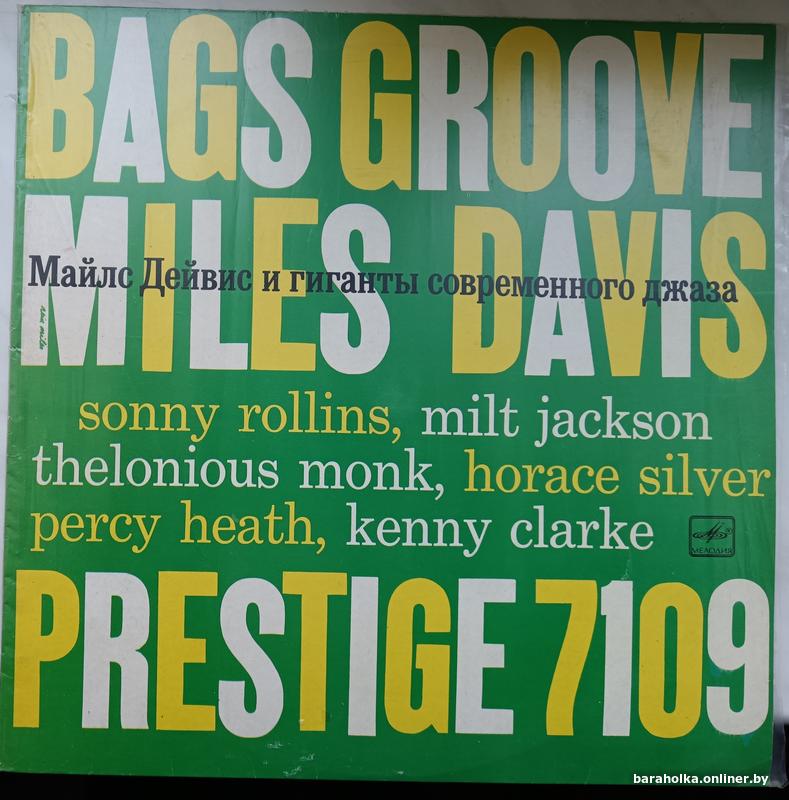 BAGS GROOVE
MILES DAVIS
Майлс Дейвис и гиганты современного джаза
sonny rollins, milt jackson
thelonious monk, horace silver
percy heath, kenny clarke
МЕЛОДИЯ
PRESTIGE 7109
baraholka.onliner.by